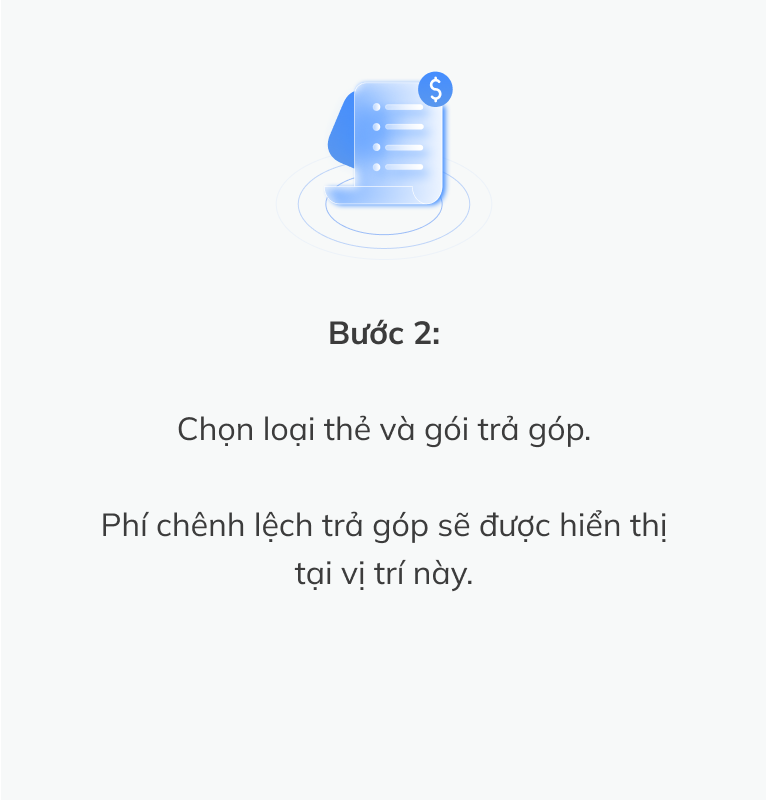 $
Bước 2:
Chọn loại thẻ và gói trả góp.
Phí chênh lệch trả góp sẽ được hiển thị
tại vị trí này.